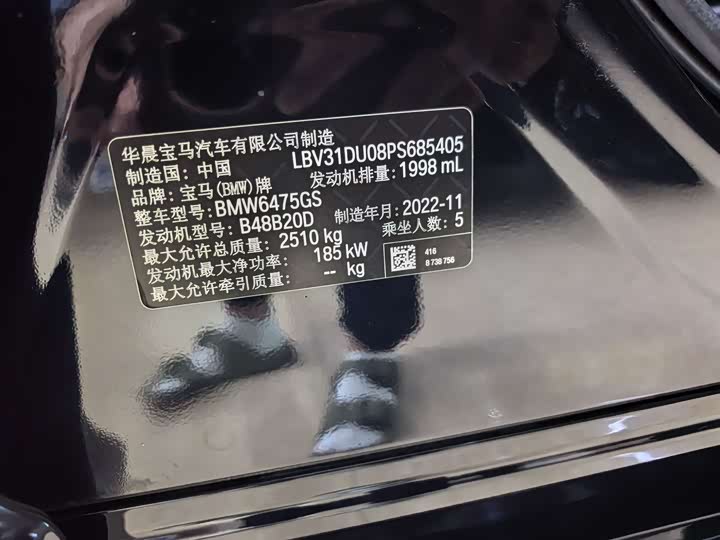 华晨宝马汽车有限公司制造
制造国: 中国 LBV31DU08PS685405
品牌: 宝马(BMW)牌 发动机排量: 1998 mL
整车型号: BMW6475GS
发动机型号: B48B20D 制造年月: 2022-11
最大允许总质量: 2510 kg 乘坐人数: 5
发动机最大净功率: 185 kW
最大允许牵引质量: -- kg
416
8 738 756